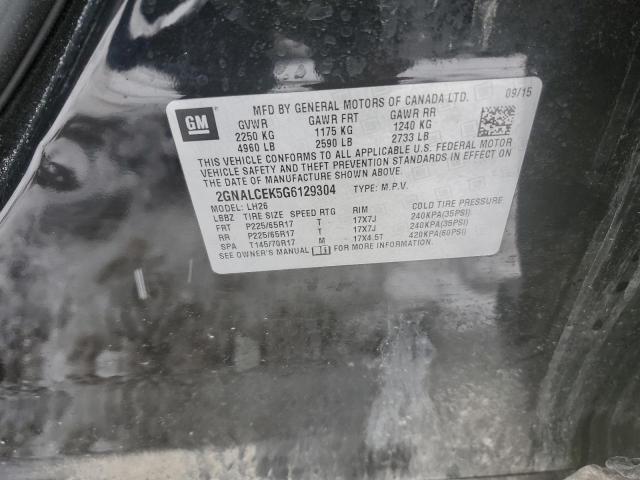 GM
MFD BY GENERAL MOTORS OF CANADA LTD.
09/15
GVWR GAWR FRT GAWR RR
2250 KG 1175 KG 1240 KG
4960 LB 2590 LB 2733 LB
THIS VEHICLE CONFORMS TO ALL APPLICABLE U.S. FEDERAL MOTOR
VEHICLE SAFETY AND THEFT PREVENTION STANDARDS IN EFFECT ON
THE DATE OF MANUFACTURE SHOWN ABOVE.
2GNALCEK5G6129304 TYPE: M.P.V.
MODEL: LH26
LBBZ TIRE SIZE SPEED RTG RIM COLD TIRE PRESSURE
FRT P225/65R17 T 17X7J 240KPA(35PSI)
RR P225/65R17 T 17X7J 240KPA(35PSI)
SPA T145/70R17 M 17X4.5T 420KPA(60PSI)
SEE OWNER'S MANUAL FOR MORE INFORMATION.